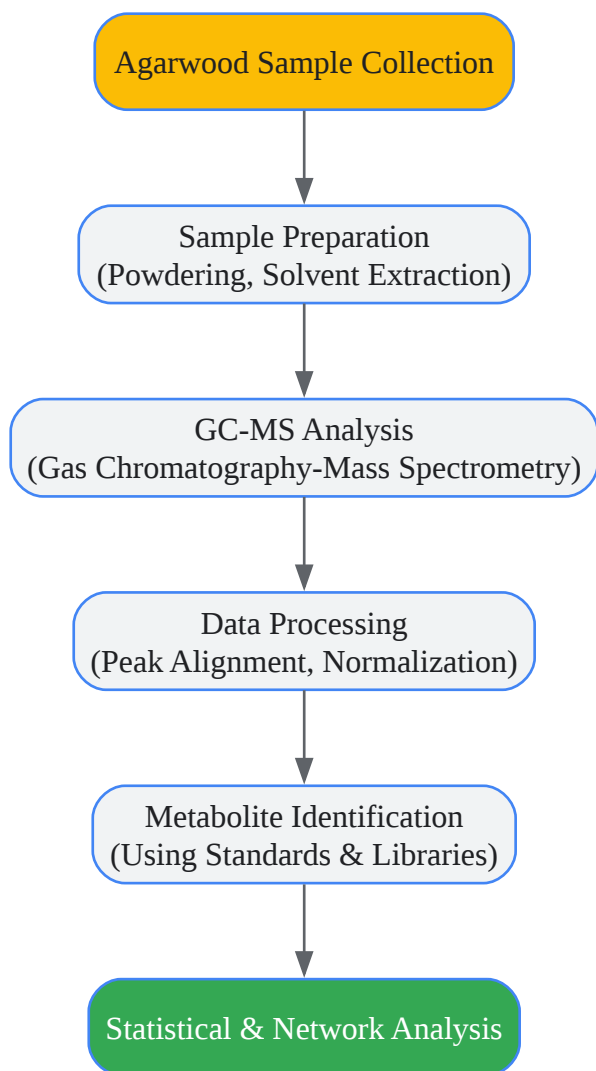 Agarwood Sample Collection
Sample Preparation
(Powdering, Solvent Extraction)
GC-MS Analysis
(Gas Chromatography-Mass Spectrometry)
Data Processing
(Peak Alignment, Normalization)
Metabolite Identification
(Using Standards & Libraries)
Statistical & Network Analysis